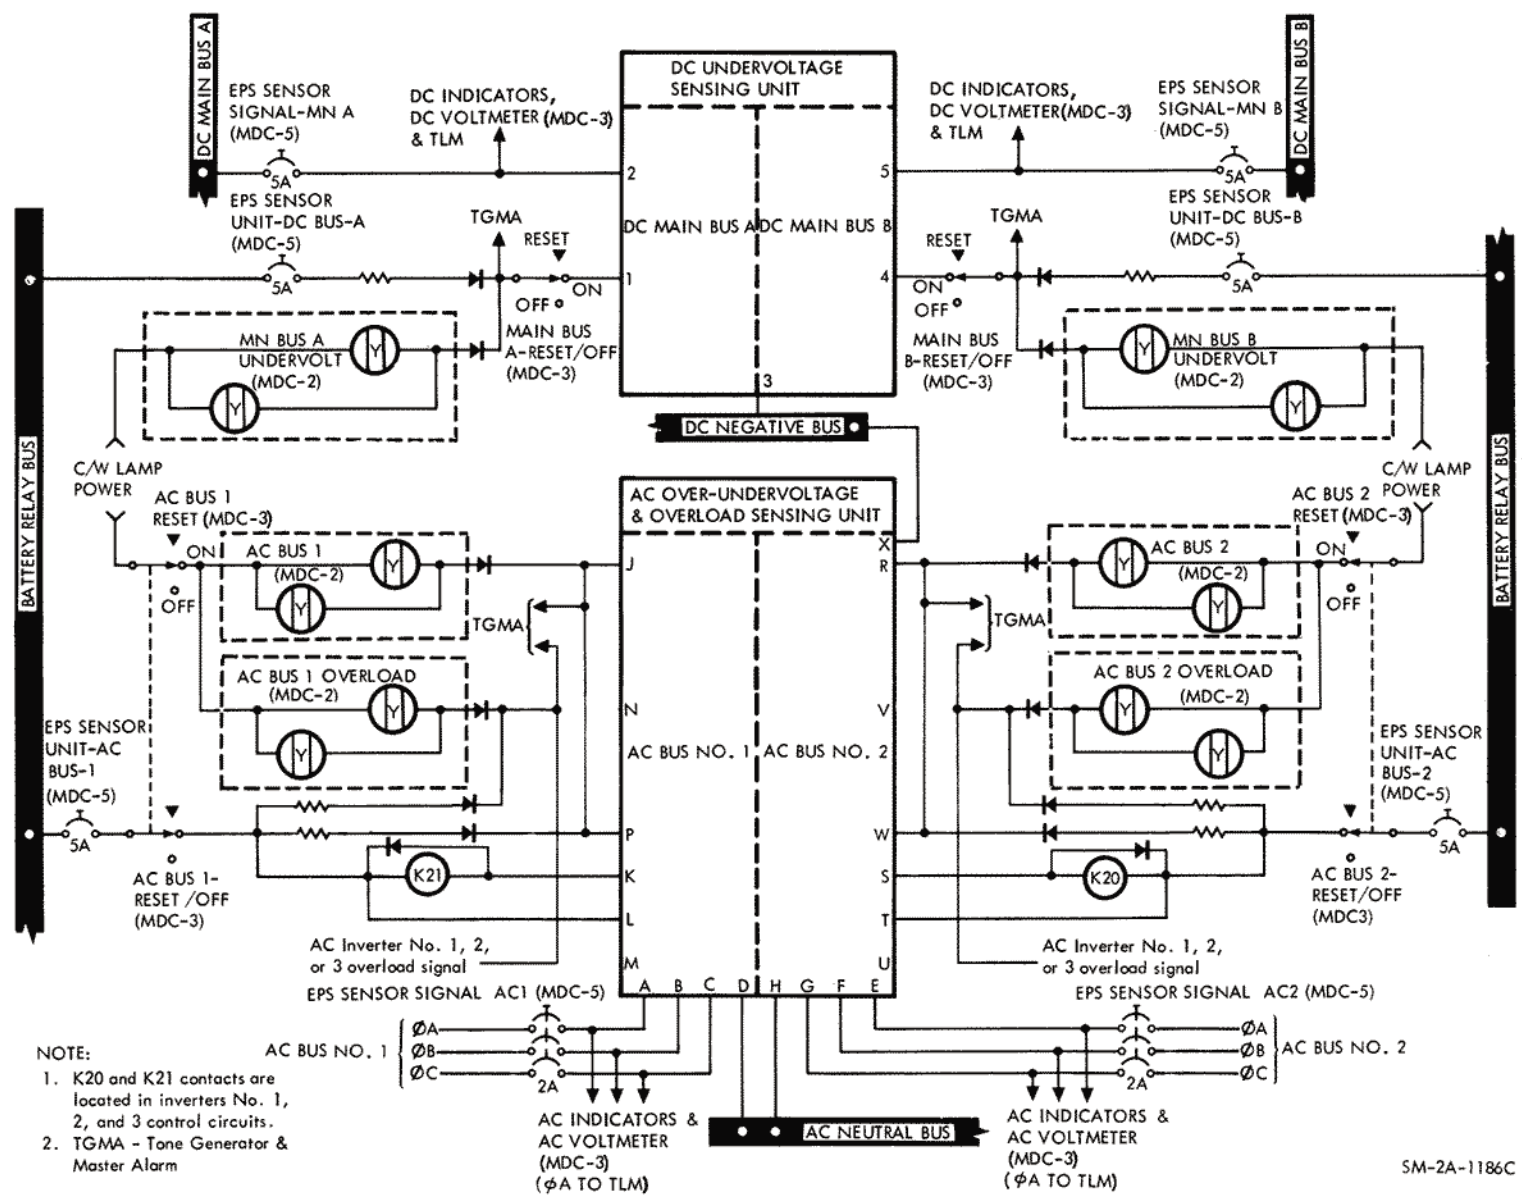 DC MAIN BUS A
EPS SENSOR
SIGNAL-MN A
(MDC-5)
5A
DC INDICATORS,
DC VOLTMETER (MDC-3)
& TLM
DC UNDERVOLTAGE
SENSING UNIT
DC INDICATORS,
DC VOLTMETER(MDC-3)
& TLM
EPS SENSOR
SIGNAL-MN B
(MDC-5)
5A
DC MAIN BUS B
2
5
EPS SENSOR
UNIT-DC BUS-A
(MDC-5)
5A
TGMA
RESET
ON
OFF
MAIN BUS
A-RESET/OFF
(MDC-3)
DC MAIN BUS A
DC MAIN BUS B
1
4
3
TGMA
RESET
ON
OFF
MAIN BUS
B-RESET/OFF
(MDC-3)
EPS SENSOR
UNIT-DC BUS-B
(MDC-5)
5A
MN BUS A
UNDERVOLT
(MDC-2)
Y
Y
MN BUS B
UNDERVOLT
(MDC-2)
Y
Y
DC NEGATIVE BUS
BATTERY RELAY BUS
BATTERY RELAY BUS
C/W LAMP
POWER
C/W LAMP
POWER
AC BUS 1
RESET (MDC-3)
ON
OFF
AC BUS 1
(MDC-2)
Y
Y
AC OVER-UNDERVOLTAGE
& OVERLOAD SENSING UNIT
X
J
R
AC BUS 2
(MDC-2)
Y
Y
AC BUS 2
RESET (MDC-3)
ON
OFF
TGMA
TGMA
AC BUS 1 OVERLOAD
(MDC-2)
Y
Y
N
V
AC BUS NO. 1
AC BUS NO. 2
AC BUS 2 OVERLOAD
(MDC-2)
Y
Y
EPS SENSOR
UNIT-AC
BUS-1
(MDC-5)
5A
EPS SENSOR
UNIT-AC
BUS-2
(MDC-5)
5A
P
W
K21
K
S
K20
AC BUS 1-
RESET /OFF
(MDC-3)
AC BUS 2-
RESET/OFF
(MDC3)
L
T
AC Inverter No. 1, 2,
or 3 overload signal
M
U
AC Inverter No. 1, 2,
or 3 overload signal
A B C D H G F E
EPS SENSOR SIGNAL AC1 (MDC-5)
EPS SENSOR SIGNAL AC2 (MDC-5)
AC BUS NO. 1
ØA
ØB
ØC
2A
ØA
ØB
ØC
2A
AC BUS NO. 2
AC INDICATORS &
AC VOLTMETER
(MDC-3)
(ØA TO TLM)
AC NEUTRAL BUS
AC INDICATORS &
AC VOLTMETER
(MDC-3)
(ØA TO TLM)
NOTE:
1. K20 and K21 contacts are
located in inverters No. 1,
2, and 3 control circuits.
2. TGMA - Tone Generator &
Master Alarm
SM-2A-1186C